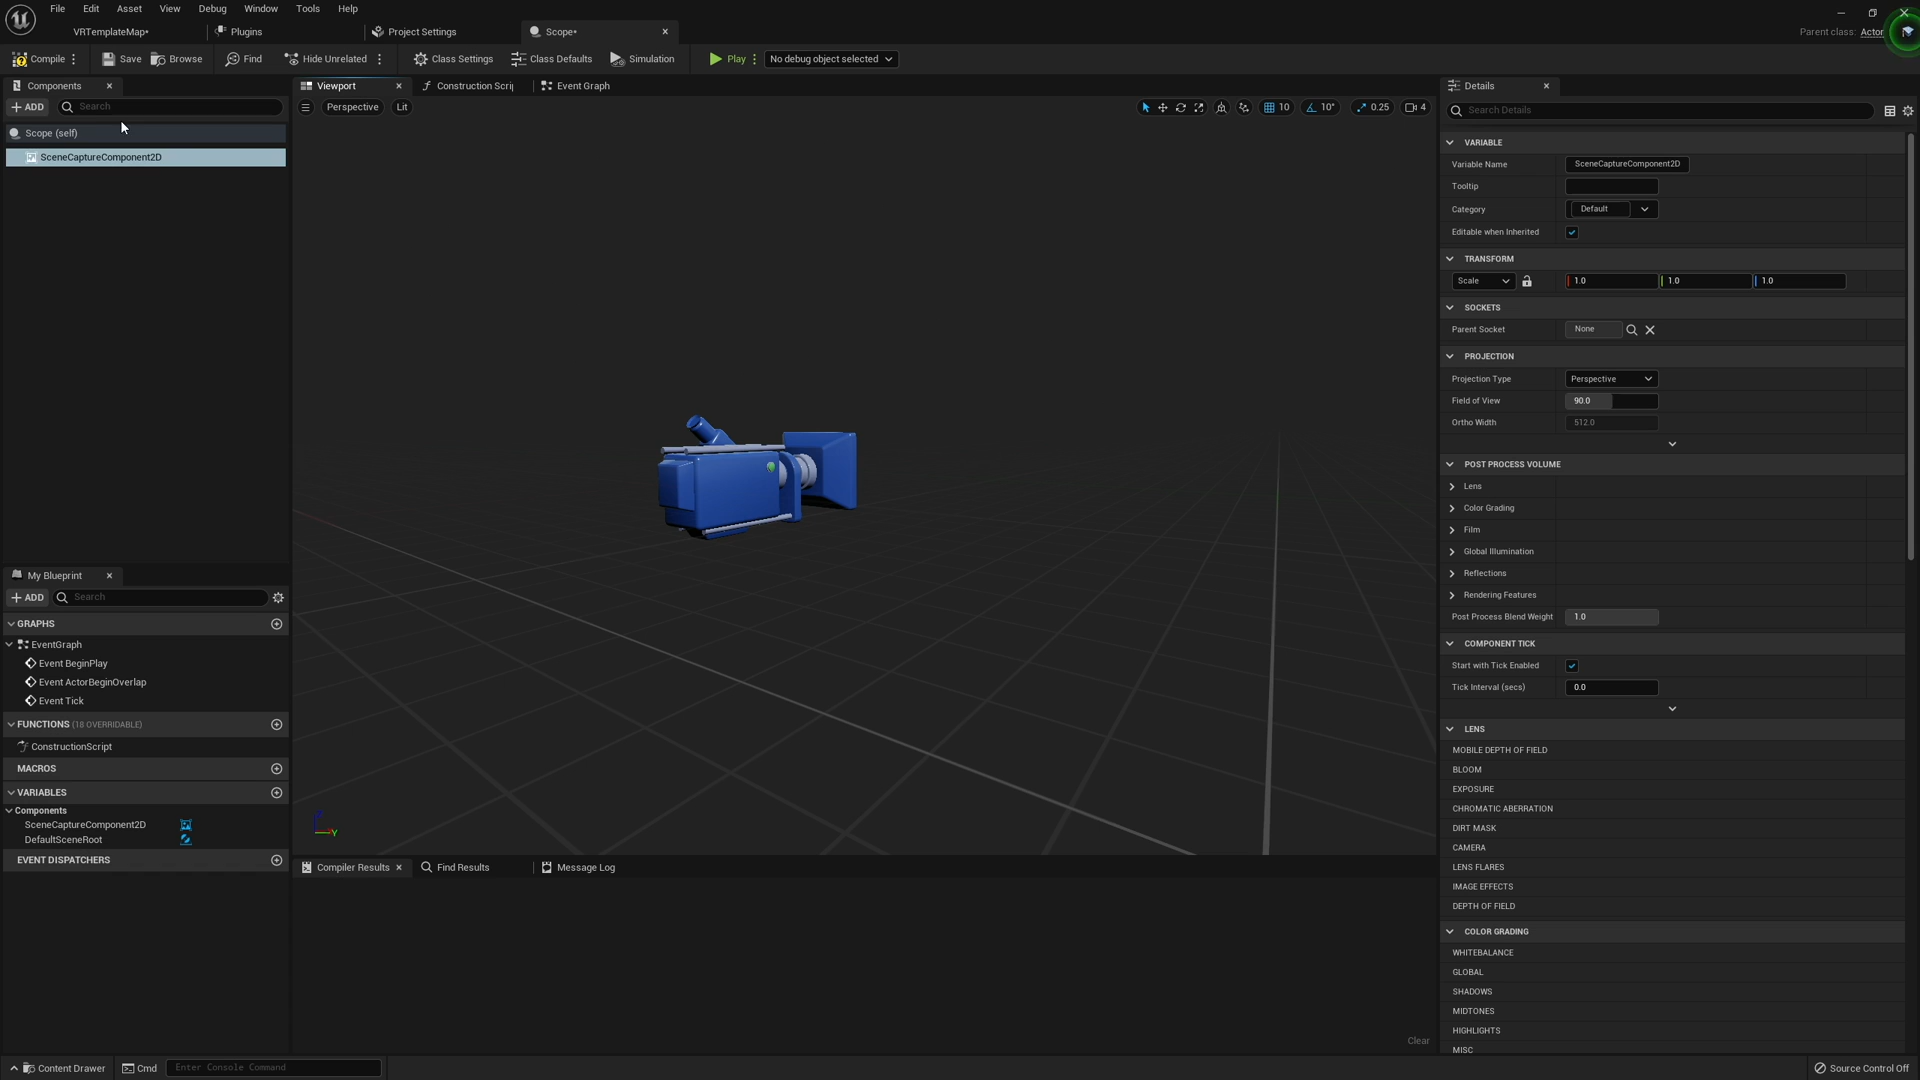 File Edit Asset View Debug Window Tools Help
VRTemplateMap* Plugins Project Settings Scope* Parent class: Actor
Compile Save Browse Find Hide Unrelated Class Settings Class Defaults Simulation Play No debug object selected
Components
ADD Search
Scope (self)
SceneCaptureComponent2D
My Blueprint
ADD Search
GRAPHS
EventGraph
Event BeginPlay
Event ActorBeginOverlap
Event Tick
FUNCTIONS (18 OVERRIDABLE)
ConstructionScript
MACROS
VARIABLES
Components
SceneCaptureComponent2D
DefaultSceneRoot
EVENT DISPATCHERS
Viewport Construction Scrip Event Graph
Perspective Lit 10 10° 0.25 4
Y
Compiler Results Find Results Message Log
Clear
Details
Search Details
VARIABLE
Variable Name SceneCaptureComponent2D
Tooltip
Category Default
Editable when Inherited
TRANSFORM
Scale 1.0 1.0 1.0
SOCKETS
Parent Socket None
PROJECTION
Projection Type Perspective
Field of View 90.0
Ortho Width 512.0
POST PROCESS VOLUME
Lens
Color Grading
Film
Global Illumination
Reflections
Rendering Features
Post Process Blend Weight 1.0
COMPONENT TICK
Start with Tick Enabled
Tick Interval (secs) 0.0
LENS
MOBILE DEPTH OF FIELD
BLOOM
EXPOSURE
CHROMATIC ABERRATION
DIRT MASK
CAMERA
LENS FLARES
IMAGE EFFECTS
DEPTH OF FIELD
COLOR GRADING
WHITEBALANCE
GLOBAL
SHADOWS
MIDTONES
HIGHLIGHTS
MISC
Content Drawer Cmd Enter Console Command Source Control Off